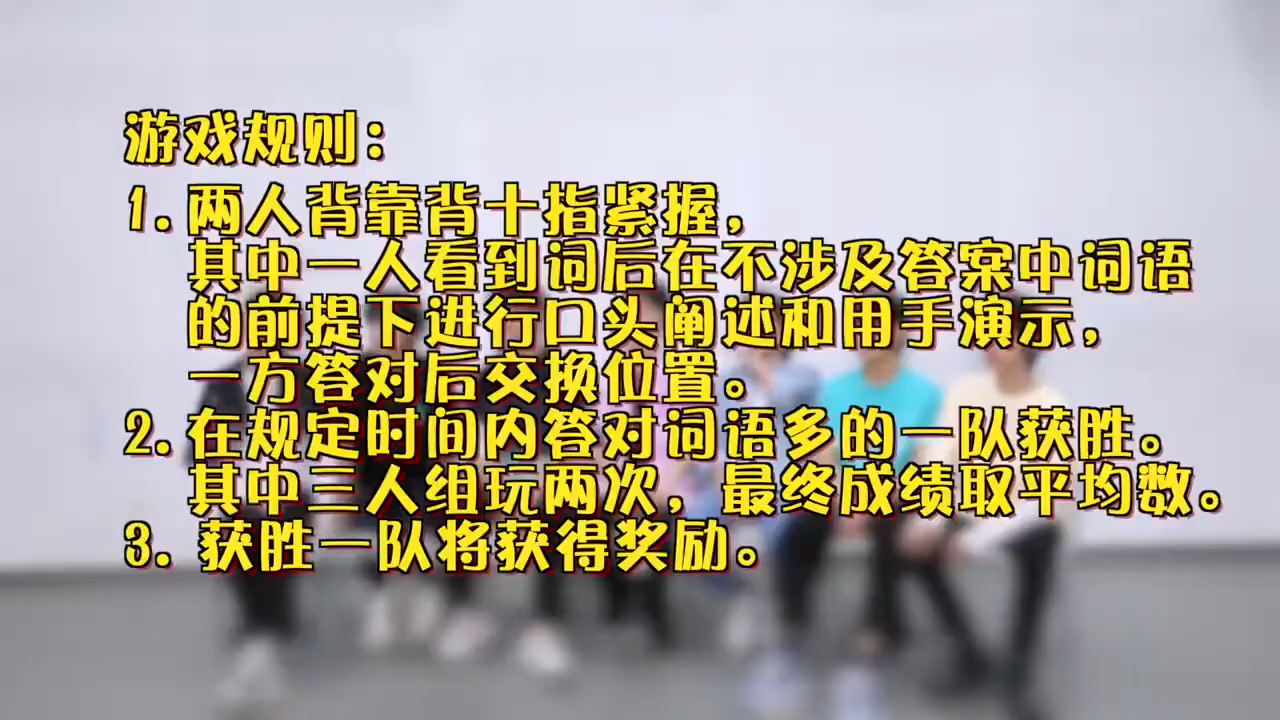 游戏规则：
1.两人背靠背十指紧握，
其中一人看到词后在不涉及答案中词语
的前提下进行口头阐述和用手演示，
一方答对后交换位置。
2.在规定时间内答对词语多的一队获胜。
其中三人组玩两次，最终成绩取平均数。
3.获胜一队将获得奖励。